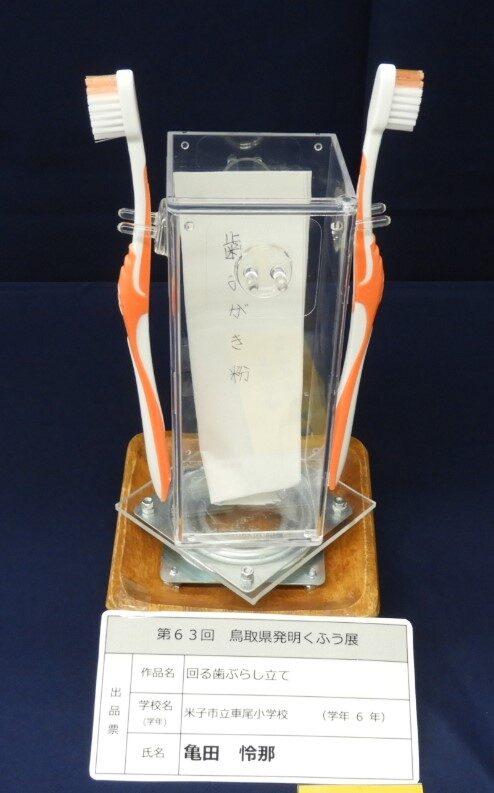 歯みがき粉
第63回 鳥取県発明くふう展
出品票
作品名 回る歯ぶらし立て
学校名 (学年) 米子市立車尾小学校 (学年 6 年)
氏名 亀田 怜那